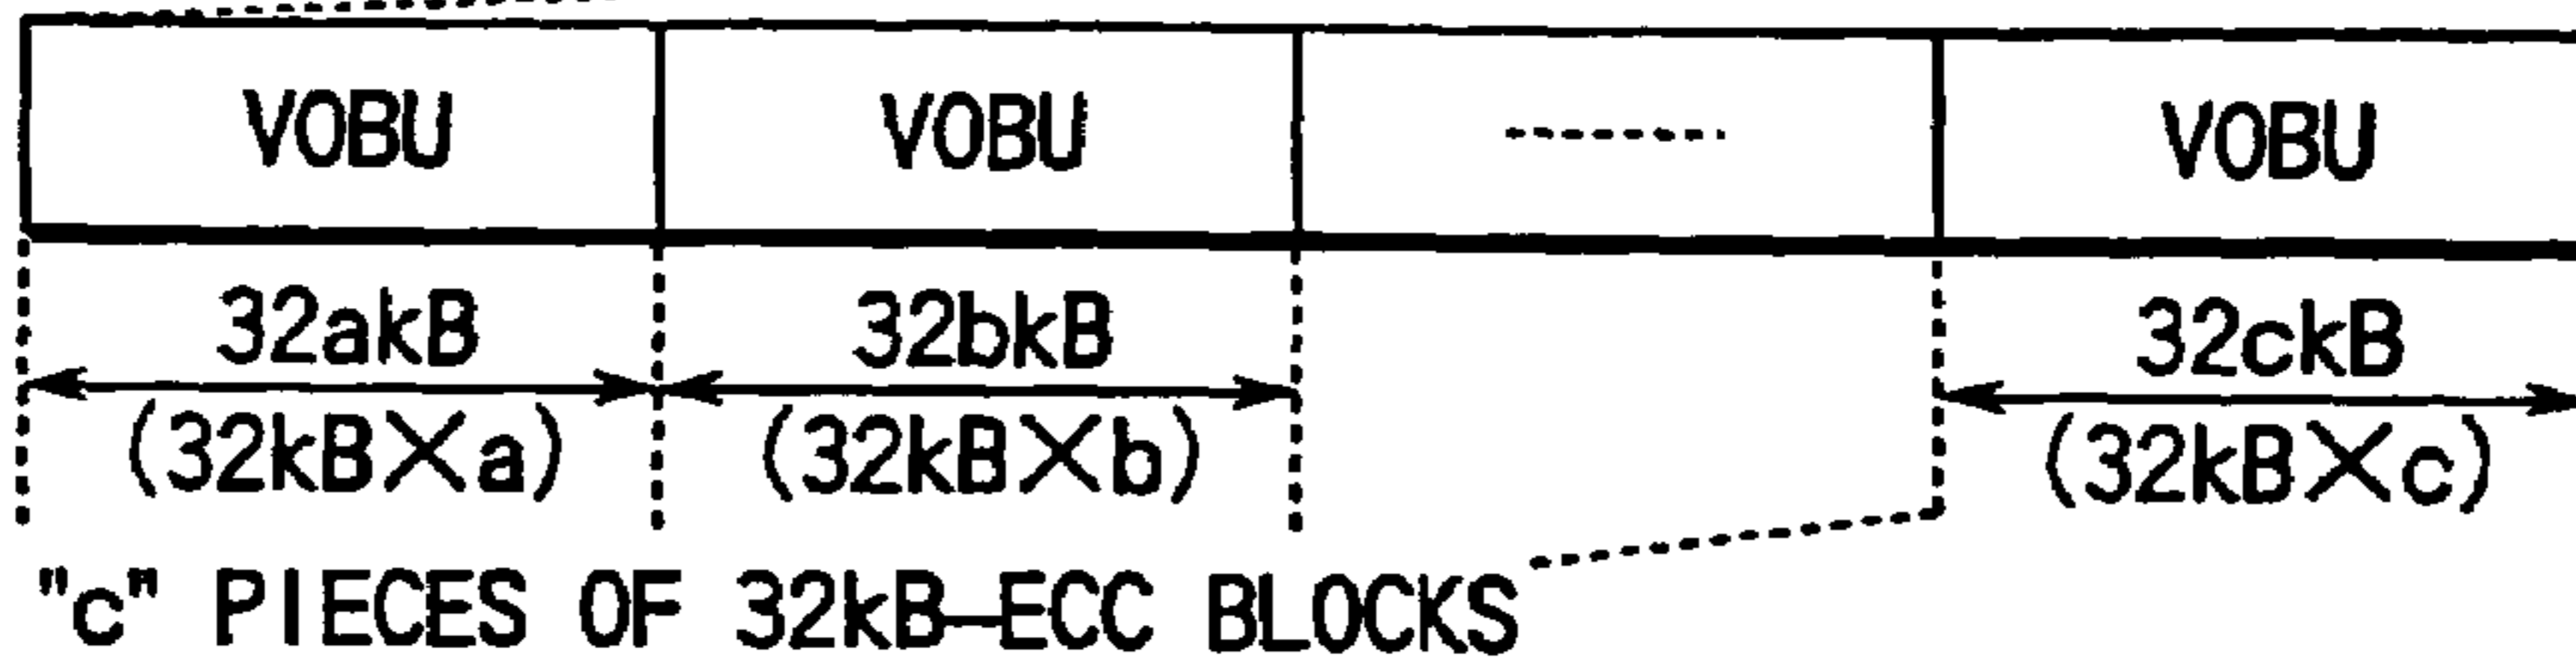 VOBU VOBU VOBU
32akB 32bkB 32ckB
(32kB×a) (32kB×b) (32kB×c)
"c" PIECES OF 32kB-ECC BLOCKS